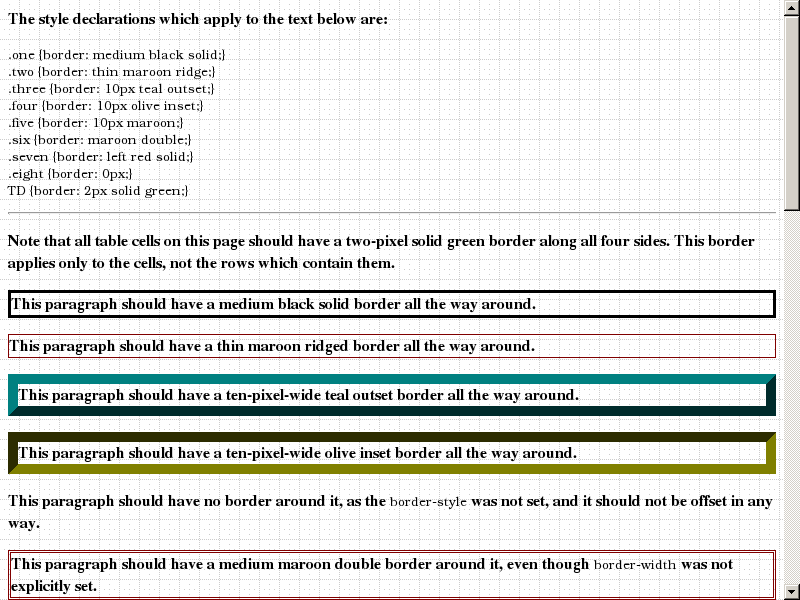 The style declarations which apply to the text below are:
.one {border: medium black solid;}
.two {border: thin maroon ridge;}
.three {border: 10px teal outset;}
.four {border: 10px olive inset;}
.five {border: 10px maroon;}
.six {border: maroon double;}
.seven {border: left red solid;}
.eight {border: 0px;}
TD {border: 2px solid green;}
Note that all table cells on this page should have a two-pixel solid green border along all four sides. This border
applies only to the cells, not the rows which contain them.
This paragraph should have a medium black solid border all the way around.
This paragraph should have a thin maroon ridged border all the way around.
This paragraph should have a ten-pixel-wide teal outset border all the way around.
This paragraph should have a ten-pixel-wide olive inset border all the way around.
This paragraph should have no border around it, as the border-style was not set, and it should not be offset in any
way.
This paragraph should have a medium maroon double border around it, even though border-width was not
explicitly set.